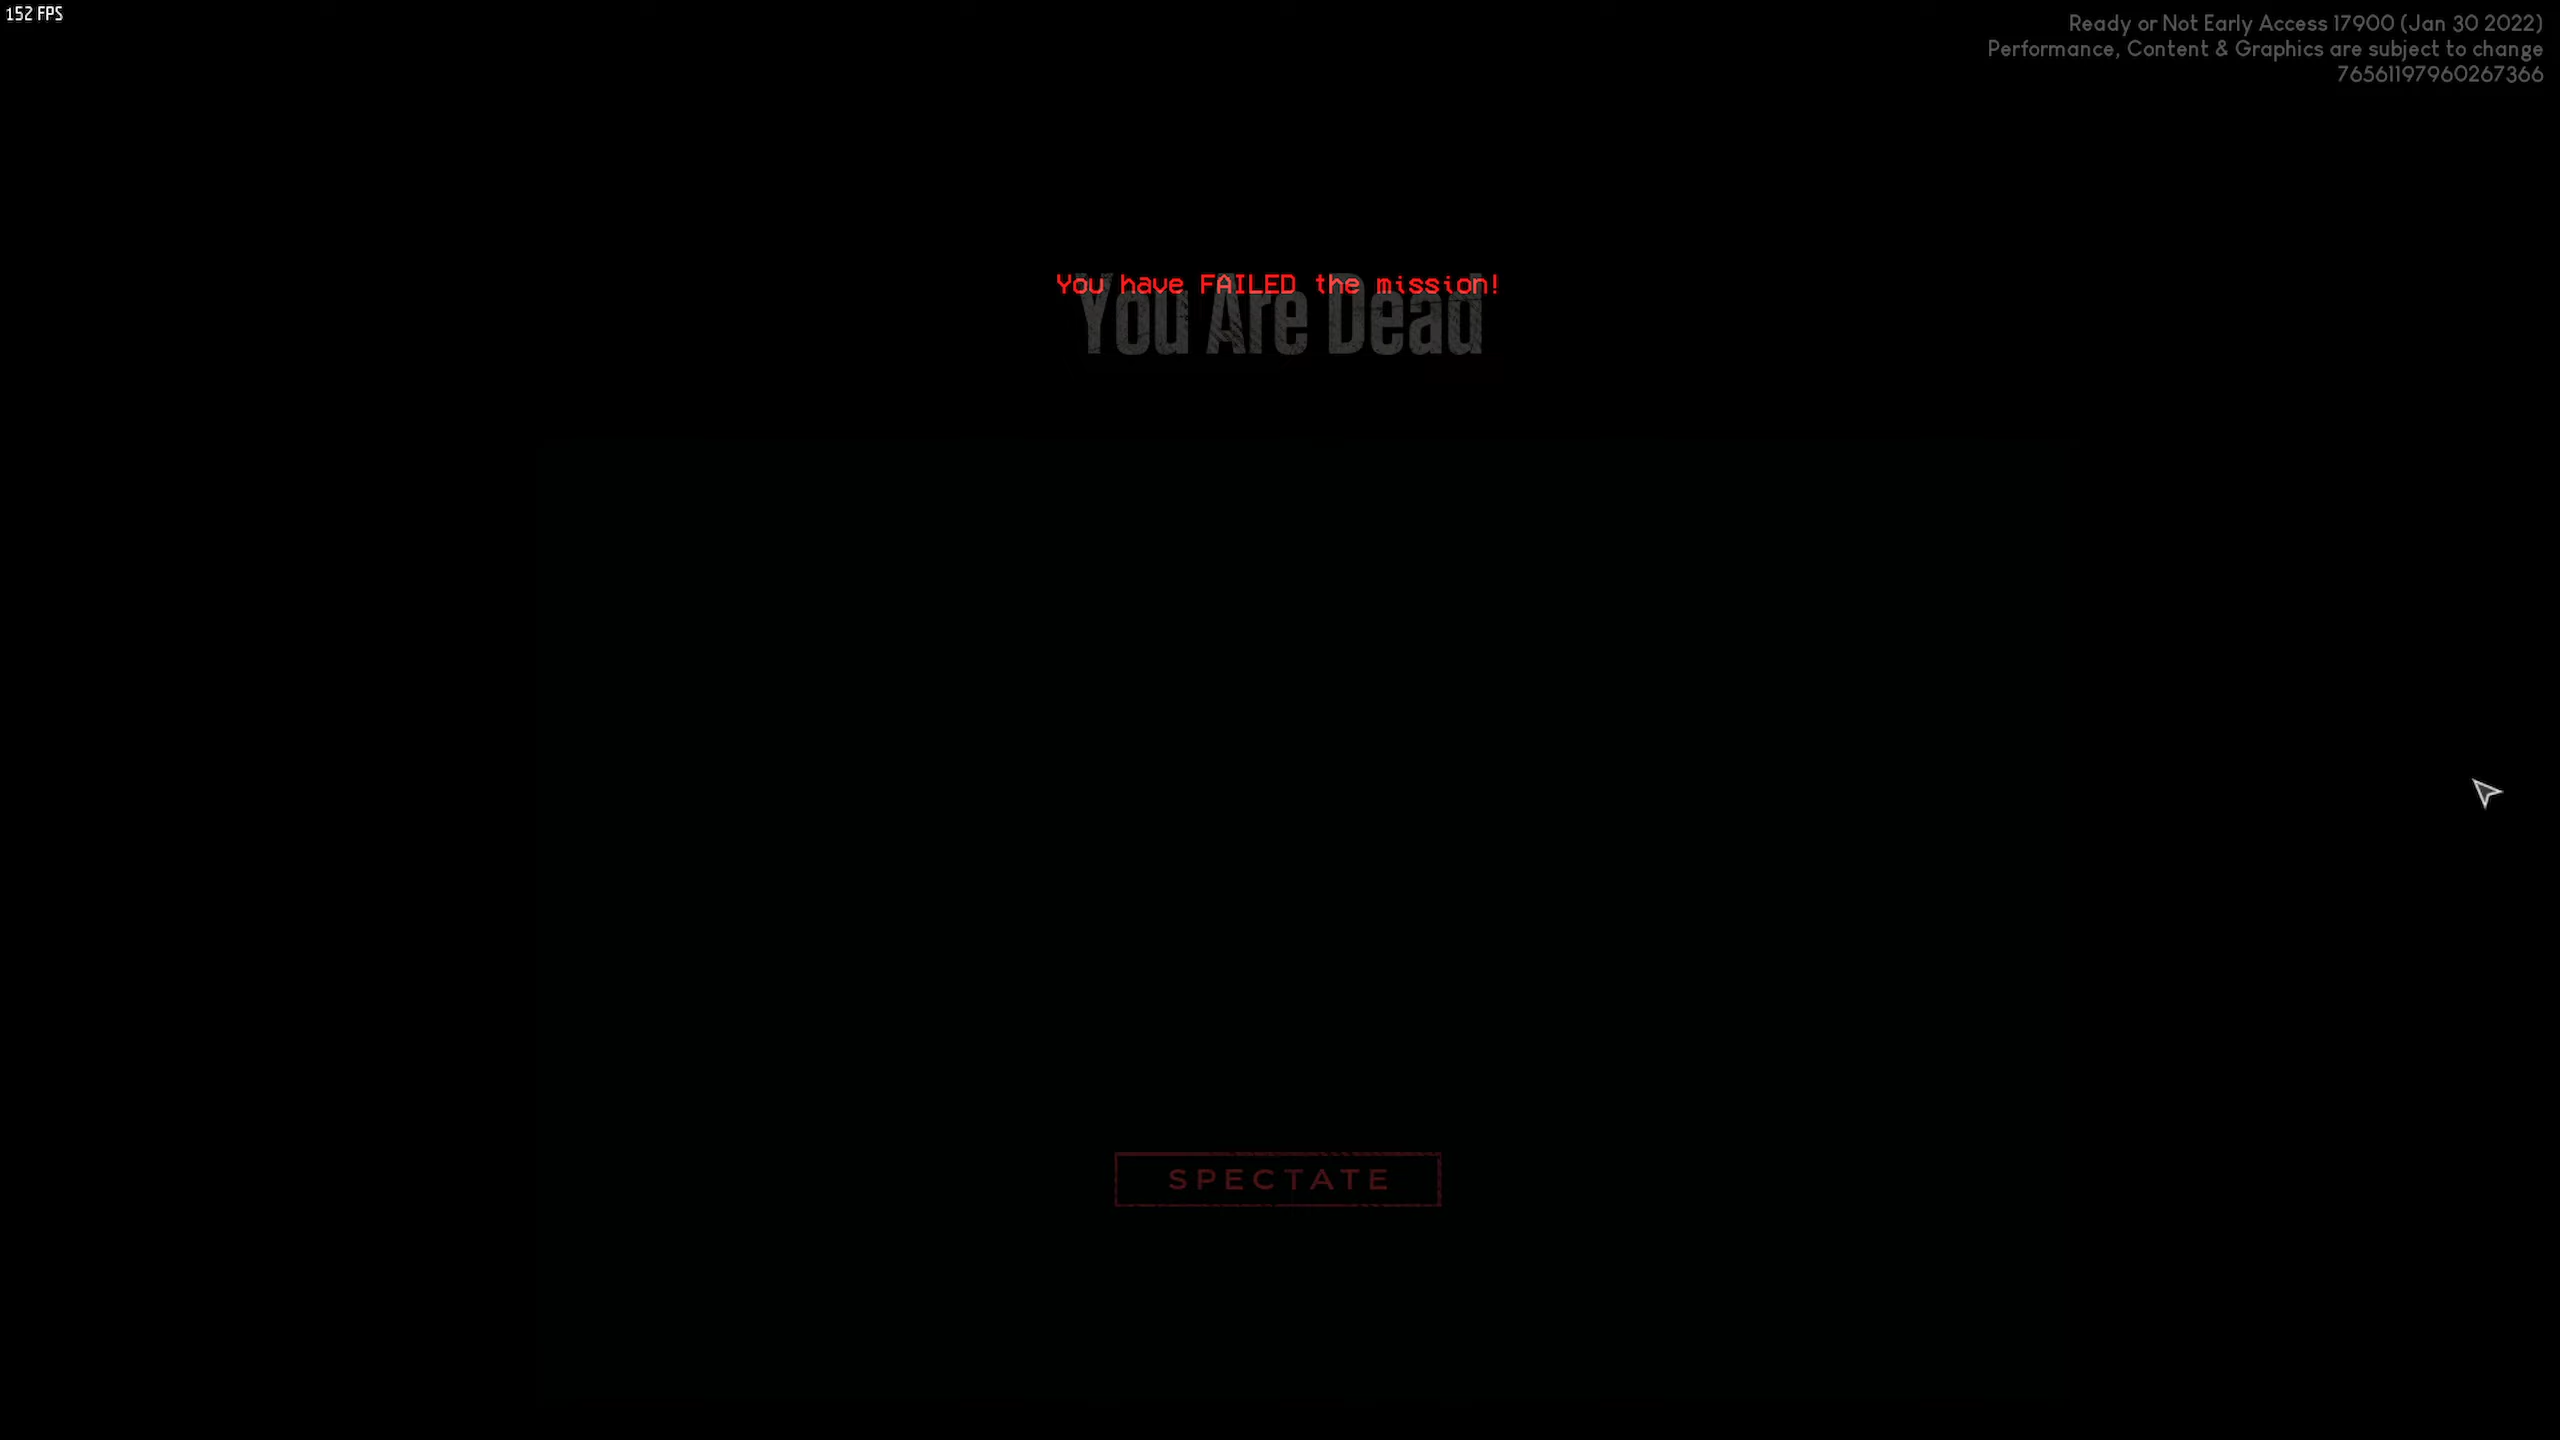 152 FPS
Ready or Not Early Access 17900 (Jan 30 2022)
Performance, Content & Graphics are subject to change
76561197960267366
You have FAILED the mission!
You Are Dead
SPECTATE